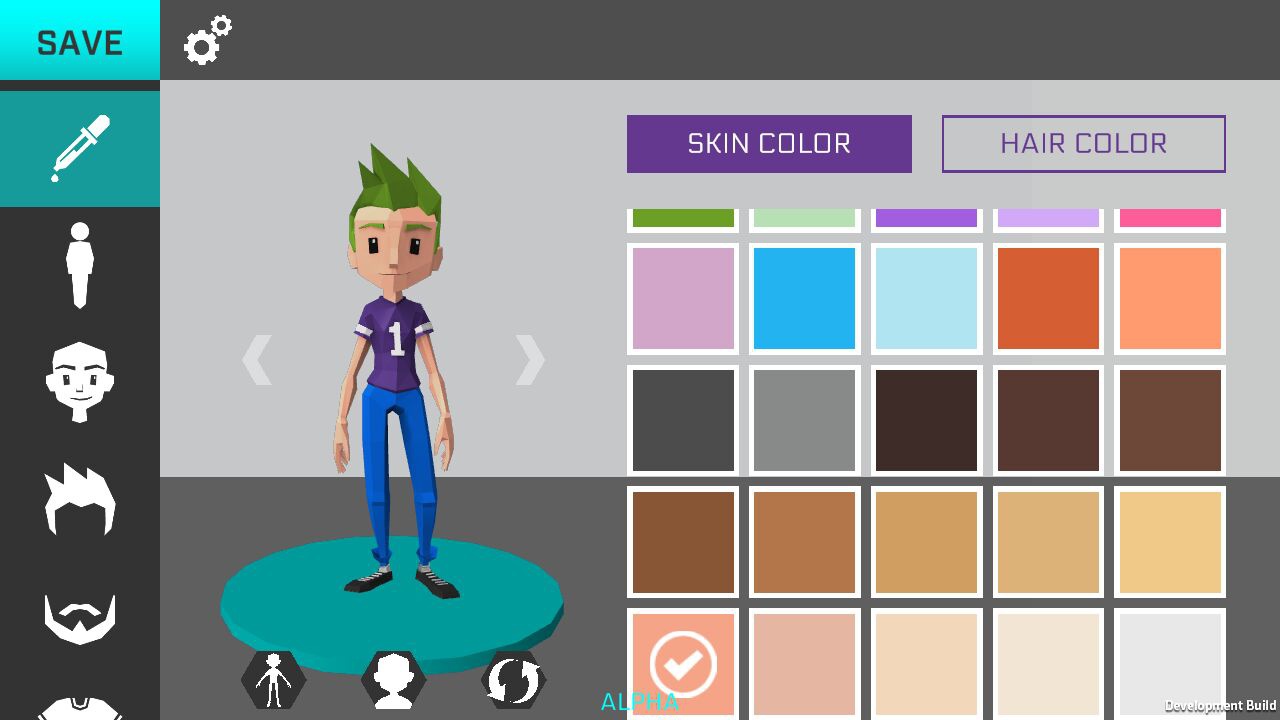 SAVE
SKIN COLOR
HAIR COLOR
1
ALPHA
Development Build